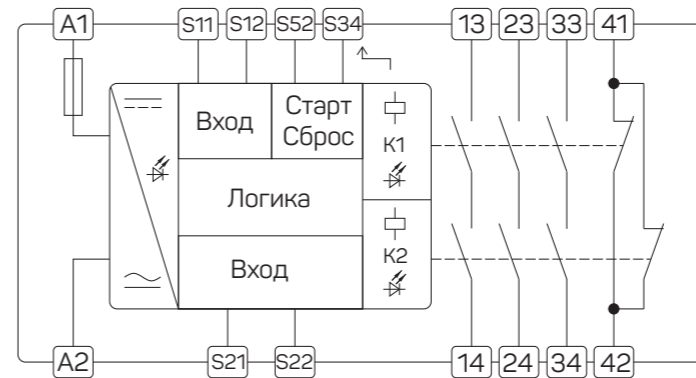 A1 S11 S12 S52 S34 13 23 33 41
Вход
Старт
Сброс
K1
Логика
Вход
K2
A2 S21 S22 14 24 34 42